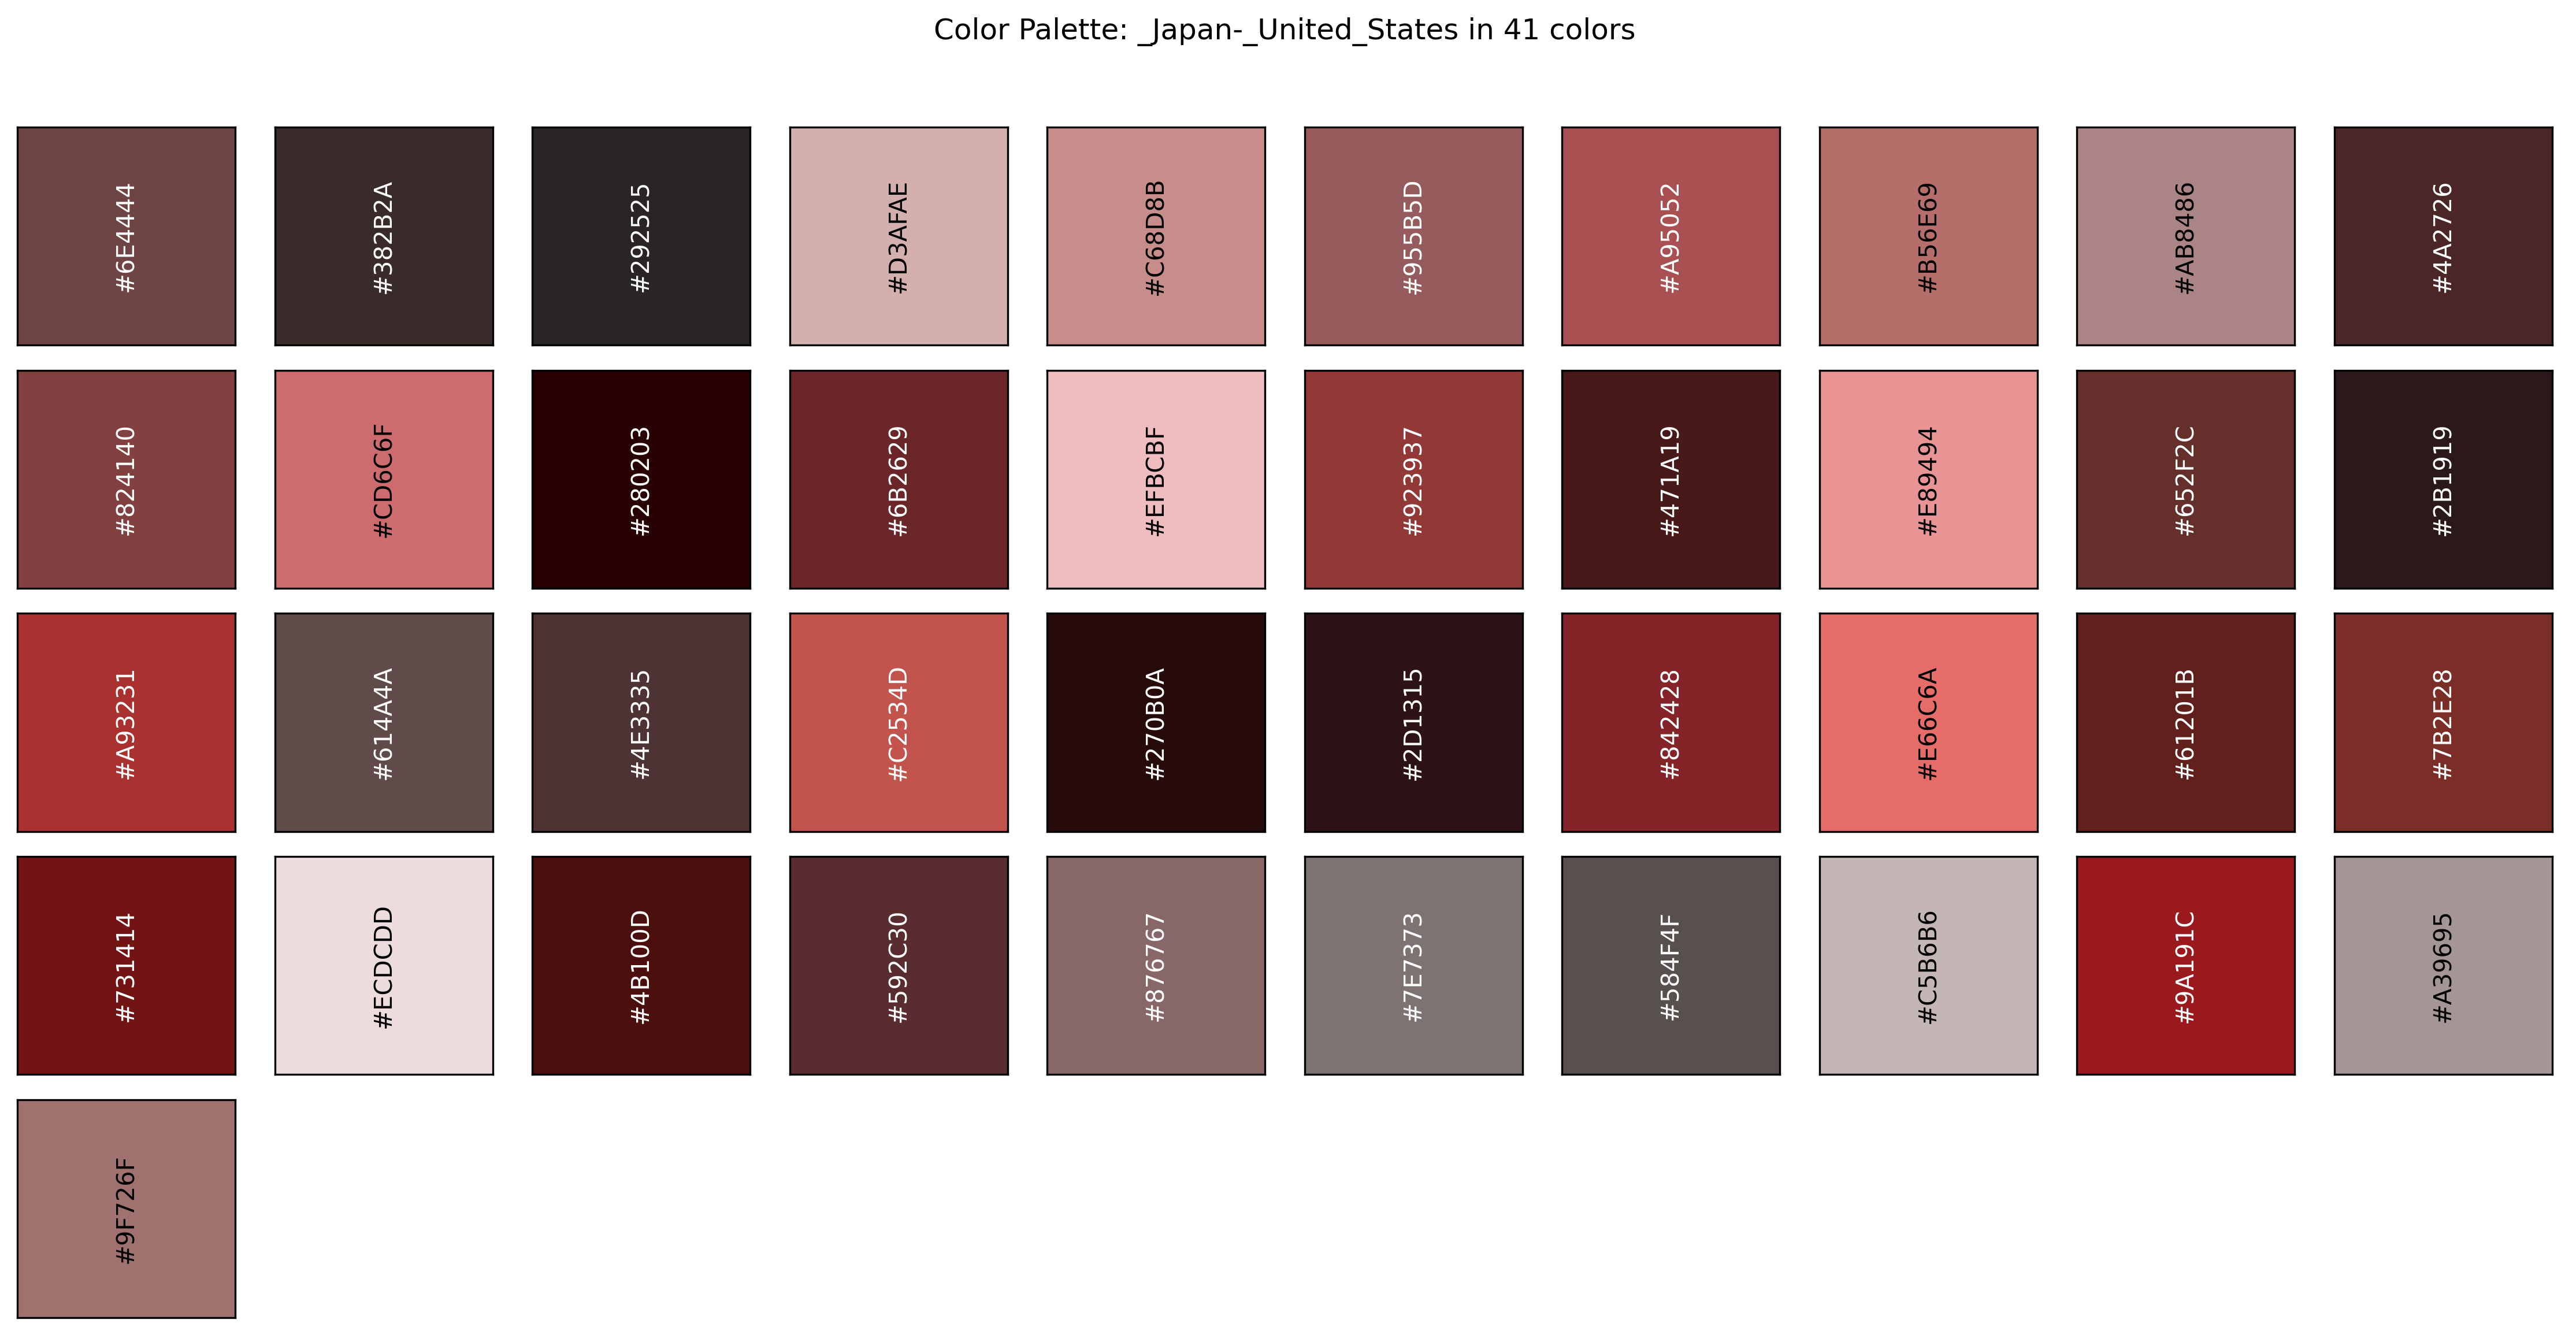 Color Palette: _Japan-_United_States in 41 colors
#6E4444
#382B2A
#292525
#D3AFAE
#C68D8B
#955B5D
#A95052
#B56E69
#AB8486
#4A2726
#824140
#CD6C6F
#280203
#6B2629
#EFBCBF
#923937
#471A19
#E89494
#652F2C
#2B1919
#A93231
#614A4A
#4E3335
#C2534D
#270B0A
#2D1315
#842428
#E66C6A
#61201B
#7B2E28
#731414
#ECDCDD
#4B100D
#592C30
#876767
#7E7373
#584F4F
#C5B6B6
#9A191C
#A39695
#9F726F